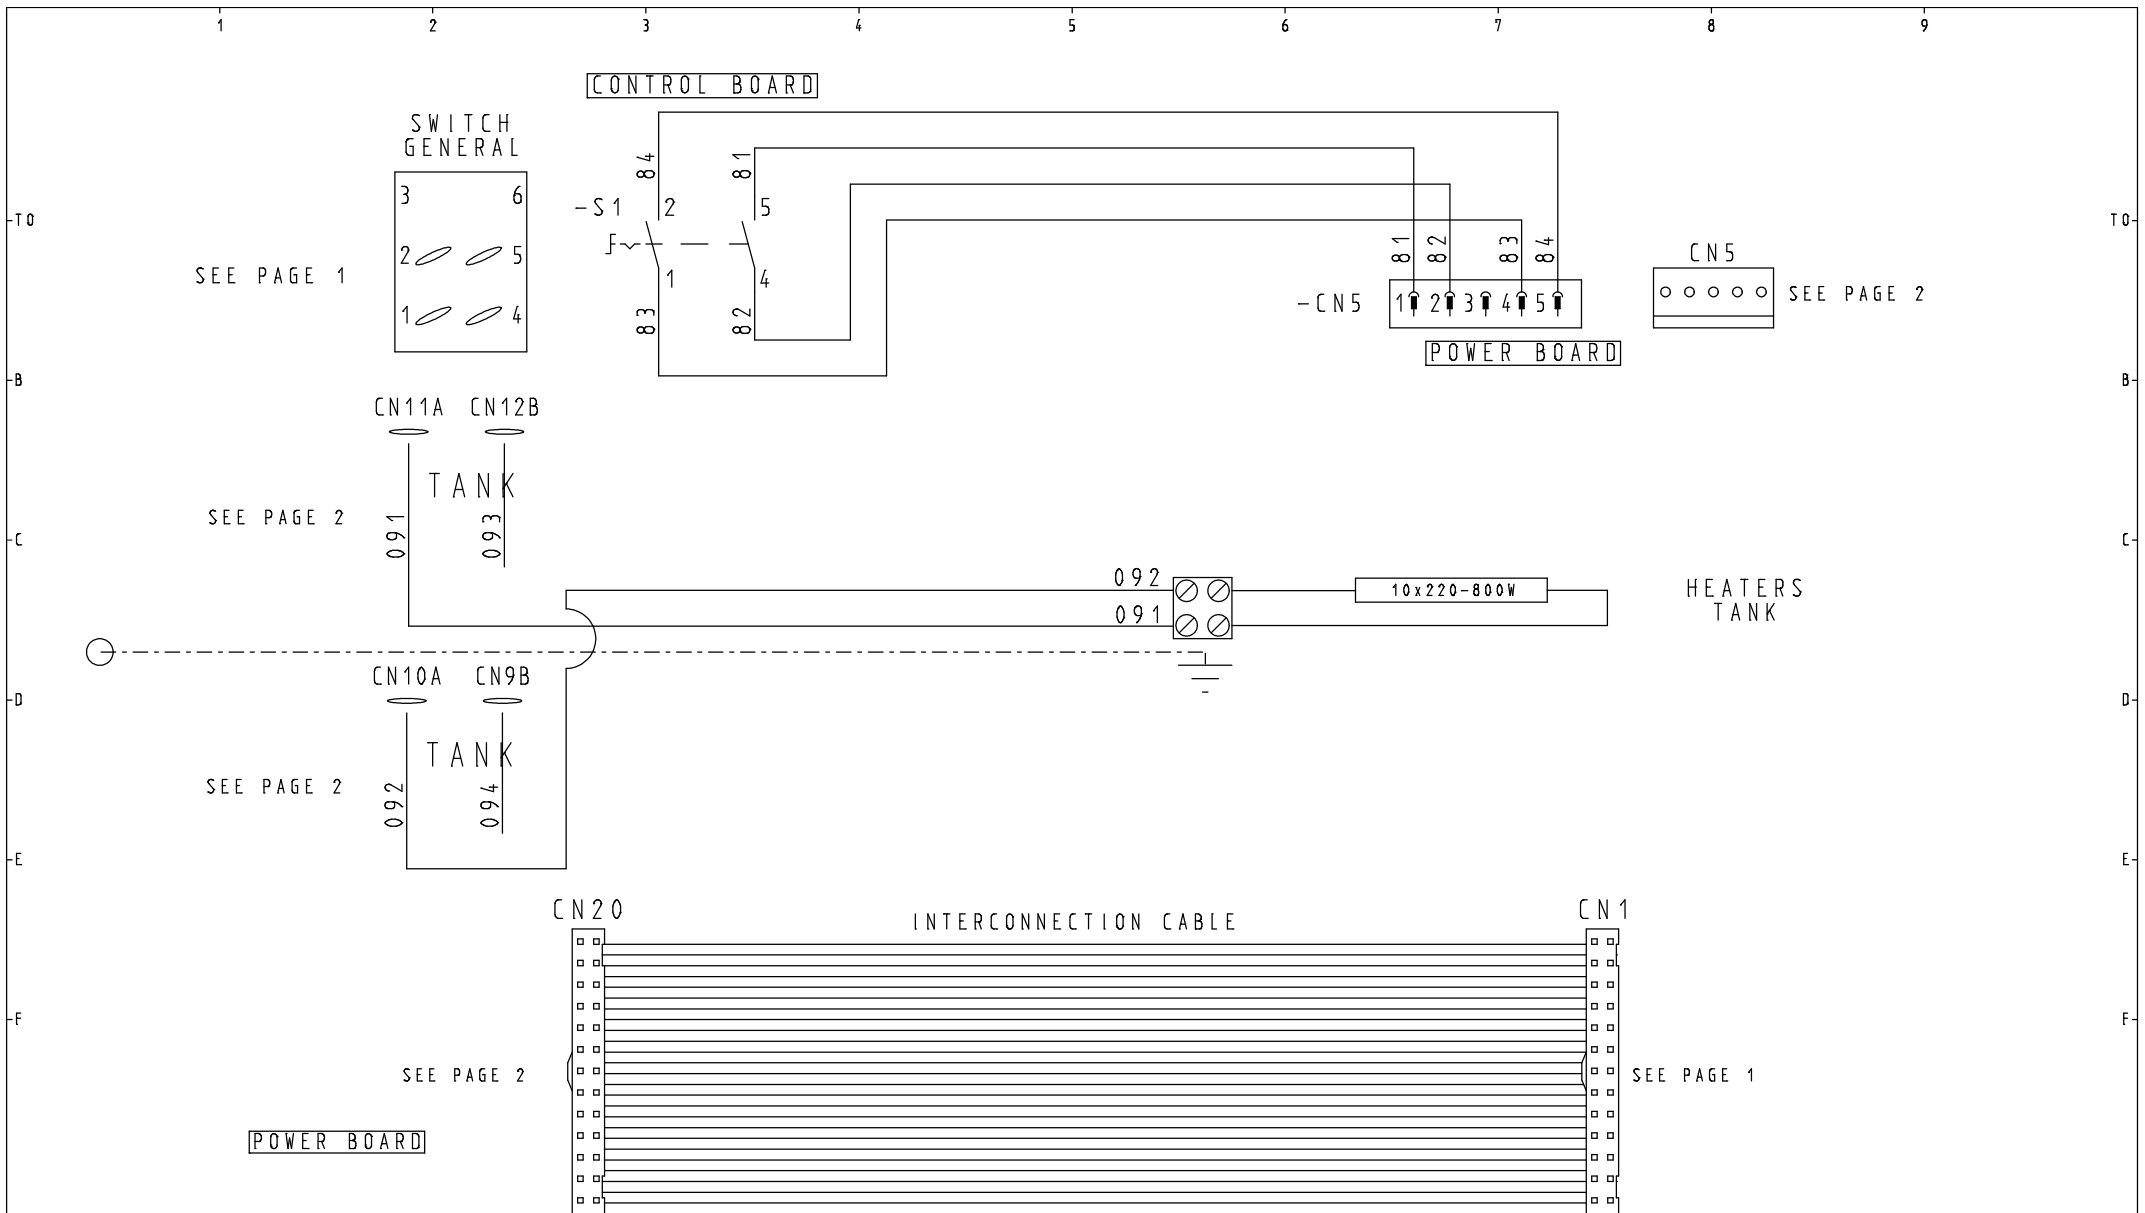 1 2 3 4 5 6 7 8 9
CONTROL BOARD
SWITCH
GENERAL
84 81
3 6
-S1 2 5
TO TO
2 5
81 82 83 84
CN5
SEE PAGE 1
1 4
-CN5 1 2 3 4 5
SEE PAGE 2
1 4
83 82
POWER BOARD
B B
CN11A CN12B
TANK
SEE PAGE 2
091 093
C C
092
10x220-800W
HEATERS
TANK
091
CN10A CN9B
D D
TANK
SEE PAGE 2
092 094
E E
CN20
INTERCONNECTION CABLE
CN1
F F
SEE PAGE 2
SEE PAGE 1
POWER BOARD